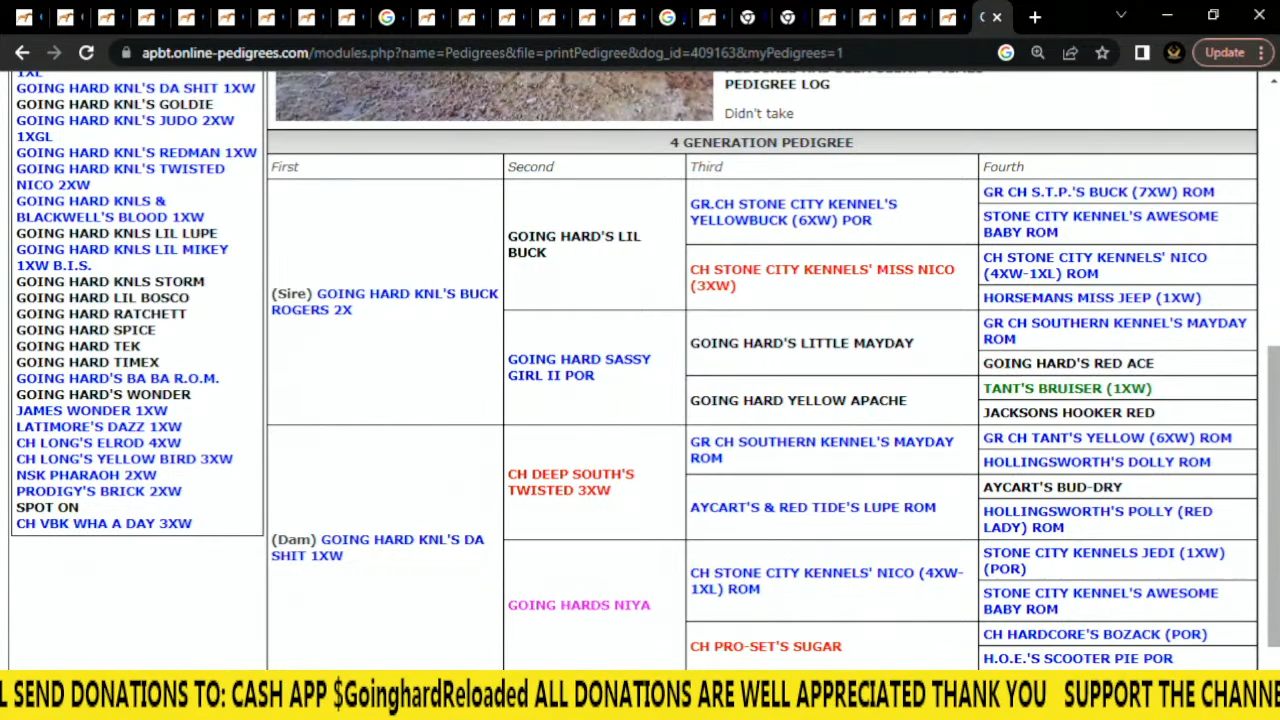 Update
apbt.online-pedigrees.com/modules.php?name=Pedigrees&file=printPedigree&dog_id=409163&myPedigrees=1
1XL
GOING HARD KNL'S DA SHIT 1XW
GOING HARD KNL'S GOLDIE
GOING HARD KNL'S JUDO 2XW
1XGL
GOING HARD KNL'S REDMAN 1XW
GOING HARD KNL'S TWISTED
NICO 2XW
GOING HARD KNLS &
BLACKWELL'S BLOOD 1XW
GOING HARD KNLS LIL LUPE
GOING HARD KNLS LIL MIKEY
1XW B.I.S.
GOING HARD KNLS STORM
GOING HARD LIL BOSCO
GOING HARD RATCHETT
GOING HARD SPICE
GOING HARD TEK
GOING HARD TIMEX
GOING HARD'S BA BA R.O.M.
GOING HARD'S WONDER
JAMES WONDER 1XW
LATIMORE'S DAZZ 1XW
CH LONG'S ELROD 4XW
CH LONG'S YELLOW BIRD 3XW
NSK PHARAOH 2XW
PRODIGY'S BRICK 2XW
SPOT ON
CH VBK WHA A DAY 3XW
PEDIGREE LOG
Didn't take
4 GENERATION PEDIGREE
First
Second
Third
Fourth
(Sire) GOING HARD KNL'S BUCK
ROGERS 2X
(Dam) GOING HARD KNL'S DA
SHIT 1XW
GOING HARD'S LIL
BUCK
GOING HARD SASSY
GIRL II POR
CH DEEP SOUTH'S
TWISTED 3XW
GOING HARDS NIYA
GR.CH STONE CITY KENNEL'S
YELLOWBUCK (6XW) POR
CH STONE CITY KENNELS' MISS NICO
(3XW)
GOING HARD'S LITTLE MAYDAY
GOING HARD YELLOW APACHE
GR CH SOUTHERN KENNEL'S MAYDAY
ROM
AYCART'S & RED TIDE'S LUPE ROM
CH STONE CITY KENNELS' NICO (4XW-
1XL) ROM
CH PRO-SET'S SUGAR
GR CH S.T.P.'S BUCK (7XW) ROM
STONE CITY KENNEL'S AWESOME
BABY ROM
CH STONE CITY KENNELS' NICO
(4XW-1XL) ROM
HORSEMANS MISS JEEP (1XW)
GR CH SOUTHERN KENNEL'S MAYDAY
ROM
GOING HARD'S RED ACE
TANT'S BRUISER (1XW)
JACKSONS HOOKER RED
GR CH TANT'S YELLOW (6XW) ROM
HOLLINGSWORTH'S DOLLY ROM
AYCART'S BUD-DRY
HOLLINGSWORTH'S POLLY (RED
LADY) ROM
STONE CITY KENNELS JEDI (1XW)
(POR)
STONE CITY KENNELS' AWESOME
BABY ROM
CH HARDCORE'S BOZACK (POR)
H.O.E.'S SCOOTER PIE POR
L SEND DONATIONS TO: CASH APP $GoinghardReloaded ALL DONATIONS ARE WELL APPRECIATED THANK YOU SUPPORT THE CHANNE